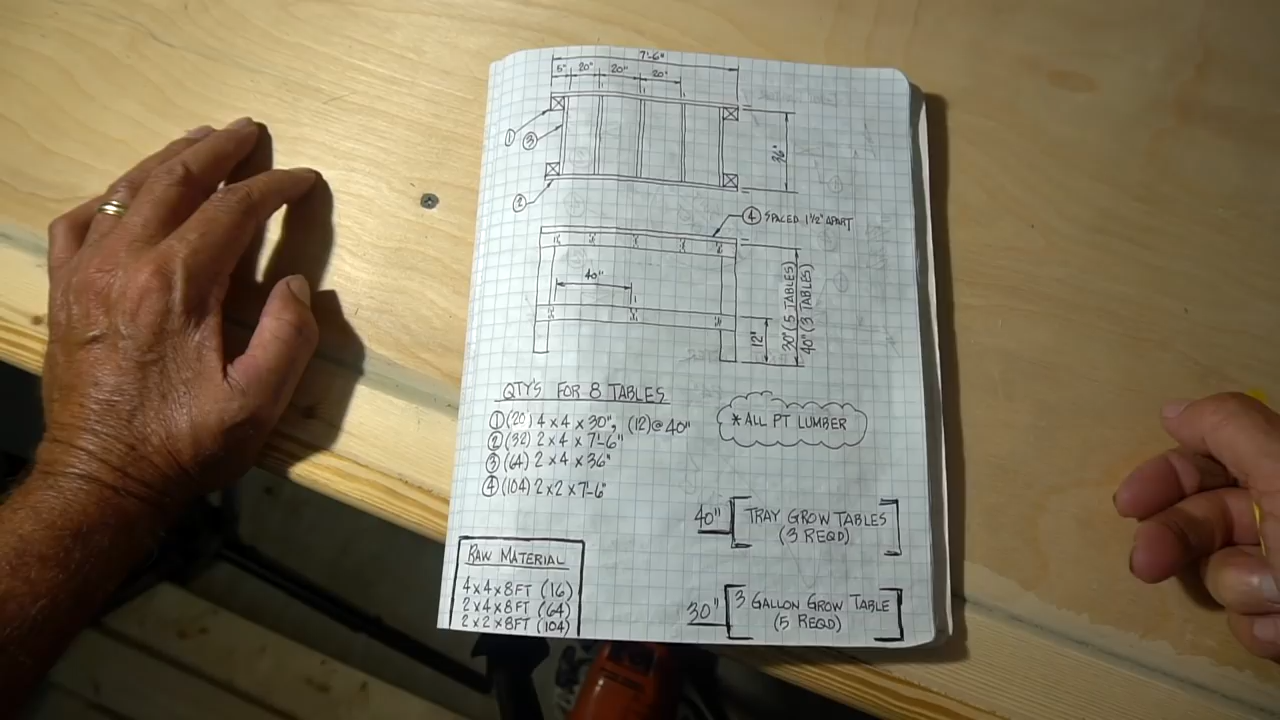 7'-6"
5" 20" 20" 20"
1
3
36"
2
4 SPACED 1 1/2" APART
40"
30" (5 TABLES)
40" (3 TABLES)
12"
QTY'S FOR 8 TABLES
1 (20) 4 x 4 x 30", (12) @ 40"
2 (32) 2 x 4 x 7'-6"
3 (64) 2 x 4 x 36"
4 (104) 2 x 2 x 7'-6"
* ALL PT LUMBER
40" [TRAY GROW TABLES
(3 REQD)]
RAW MATERIAL
4 x 4 x 8FT (16)
2 x 4 x 8FT (64)
2 x 2 x 8FT (104)
30" [3 GALLON GROW TABLE
(5 REQD)]